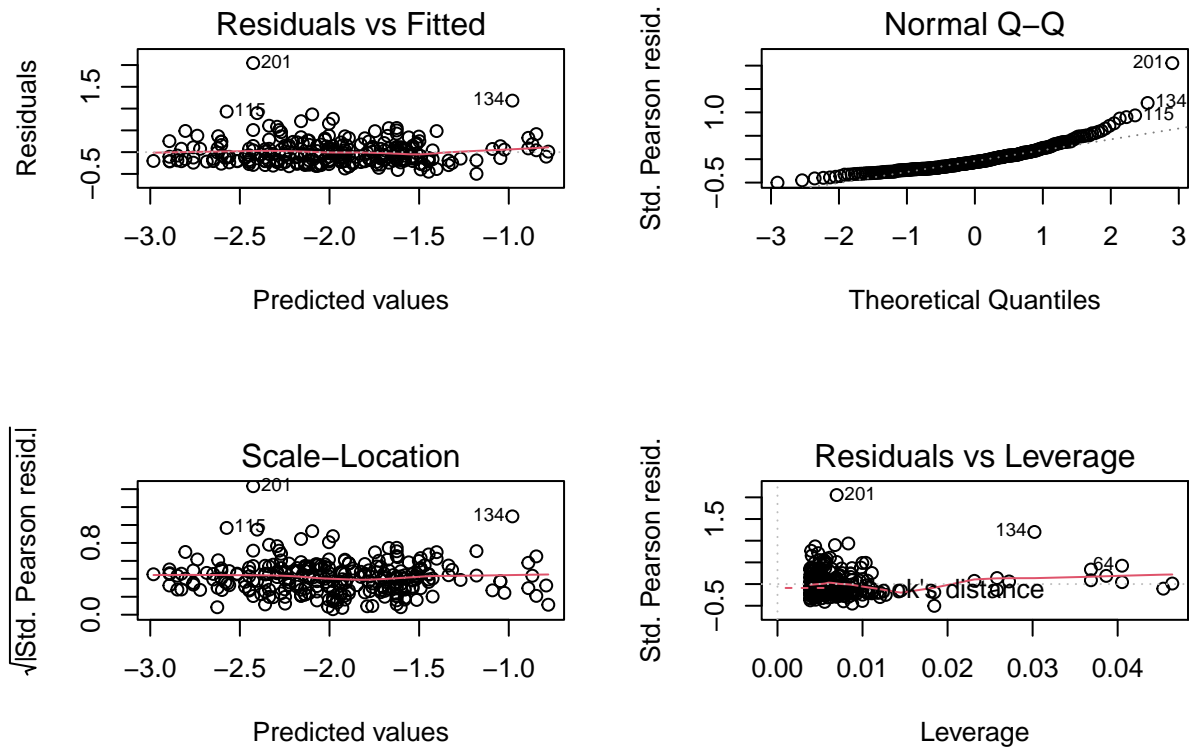 Residuals vs Fitted
Residuals
−0.5 1.5
201
115
134
−3.0 −2.5 −2.0 −1.5 −1.0
Predicted values
Normal Q−Q
Std. Pearson resid.
−0.5 1.0
201
134
115
−3 −2 −1 0 1 2 3
Theoretical Quantiles
Scale−Location
√|Std. Pearson resid.|
0.0 0.8
201
115
134
−3.0 −2.5 −2.0 −1.5 −1.0
Predicted values
Residuals vs Leverage
Std. Pearson resid.
−0.5 1.5
201
134
64
ok's distance
0.00 0.01 0.02 0.03 0.04
Leverage